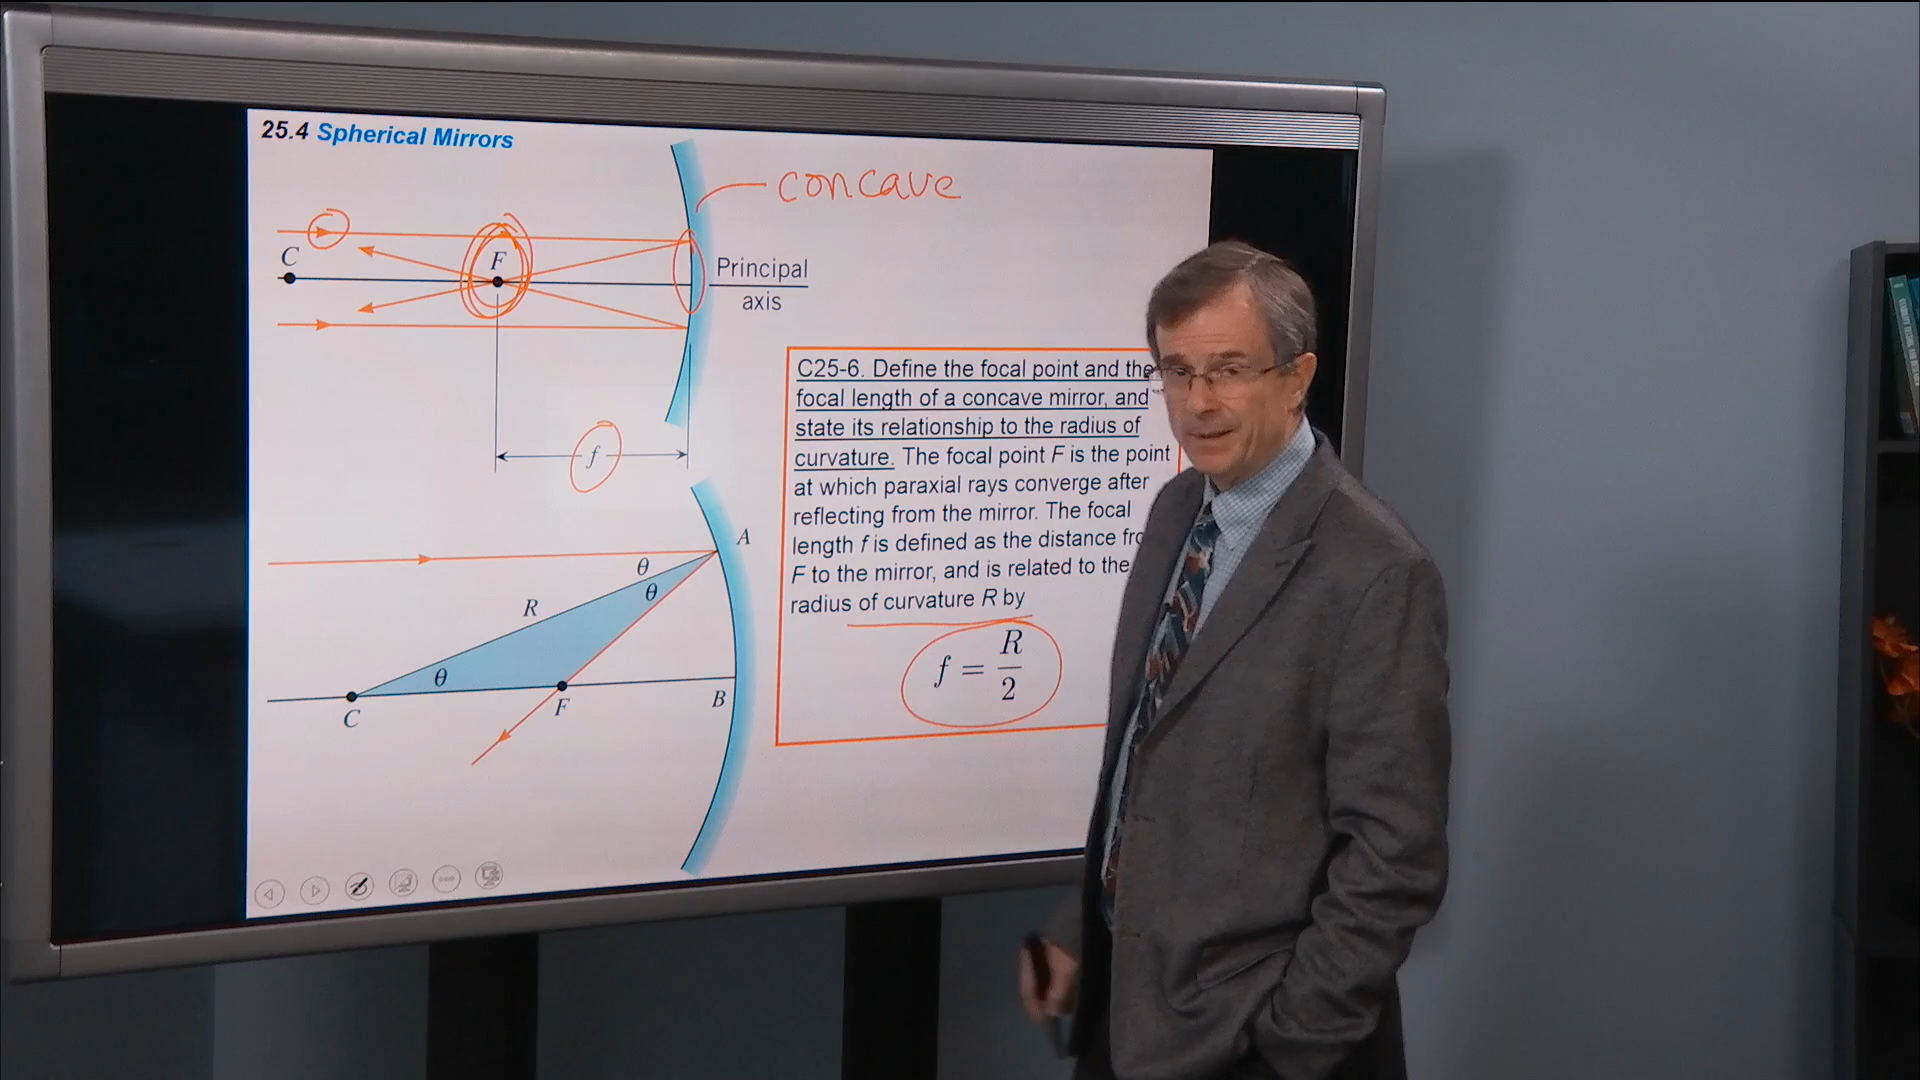 25.4 Spherical Mirrors
concave
C
F
Principal
axis
f
C25-6. Define the focal point and the
focal length of a concave mirror, and
state its relationship to the radius of
curvature. The focal point F is the point
at which paraxial rays converge after
reflecting from the mirror. The focal
length f is defined as the distance fro
F to the mirror, and is related to the
radius of curvature R by
f = R/2
A
θ
θ
R
θ
C
F
B